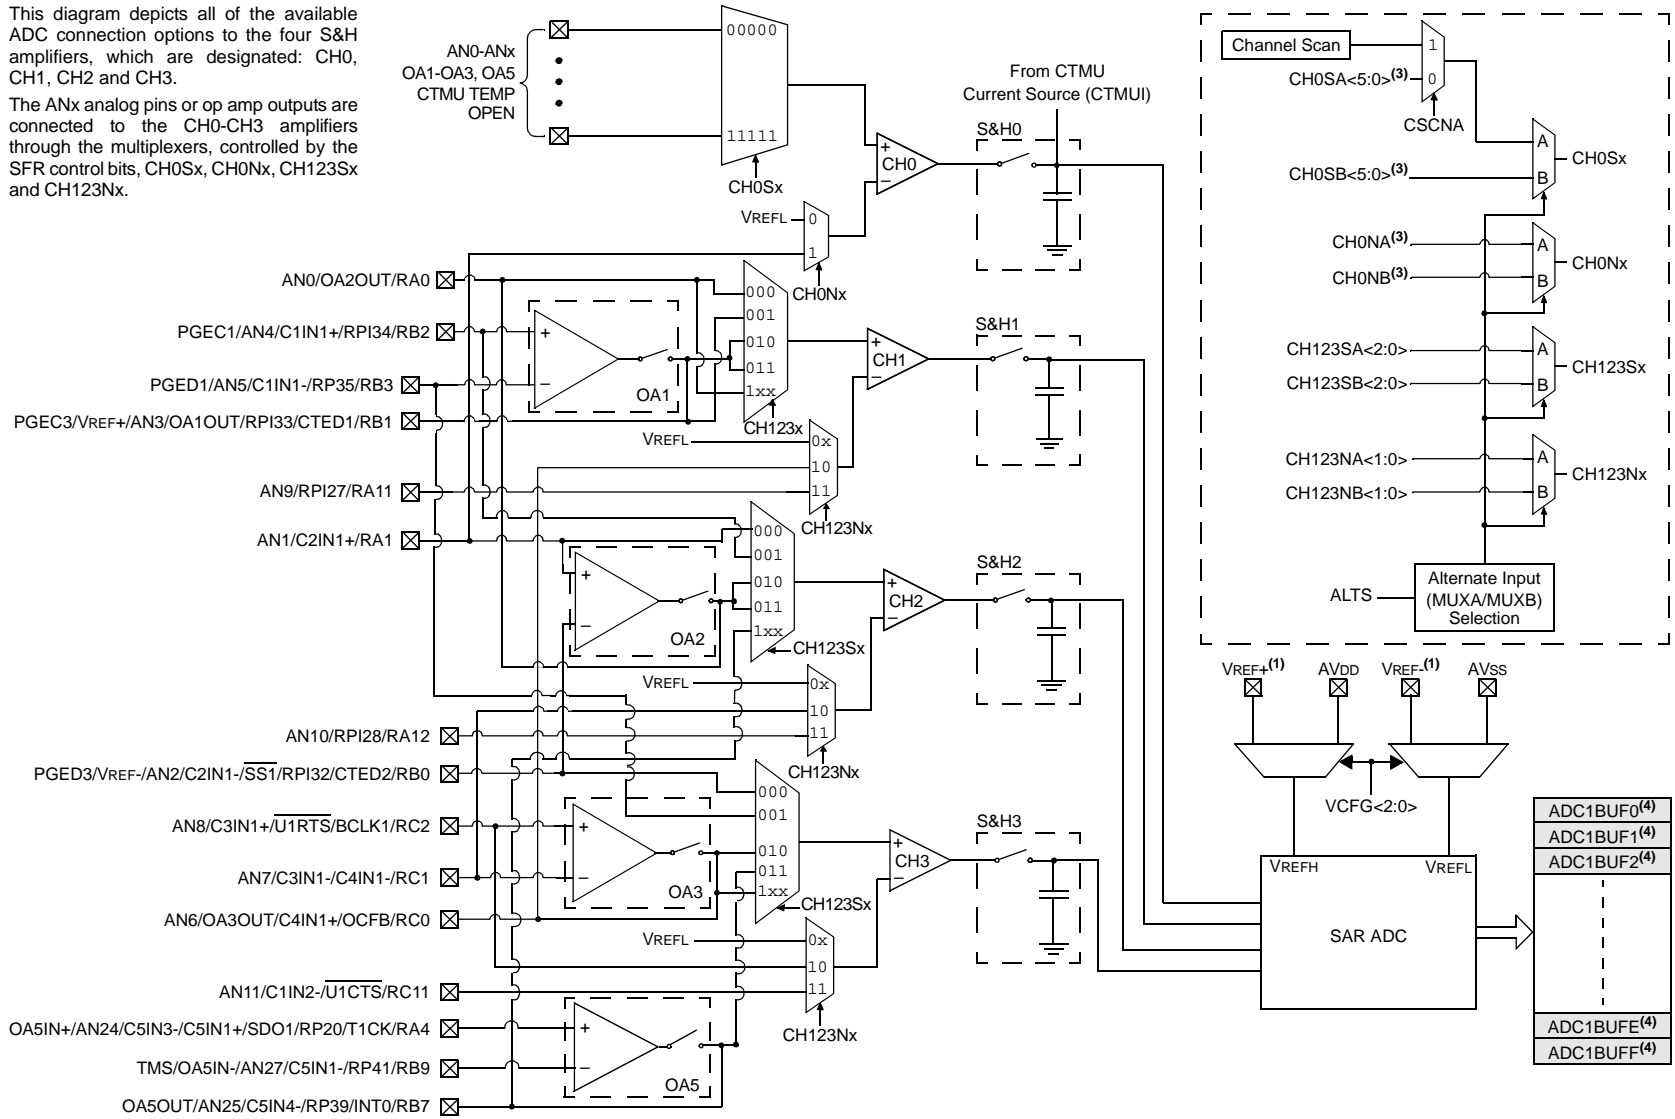 This diagram depicts all of the available
ADC connection options to the four S&H
amplifiers, which are designated: CH0,
CH1, CH2 and CH3.
The ANx analog pins or op amp outputs are
connected to the CH0-CH3 amplifiers
through the multiplexers, controlled by the
SFR control bits, CH0Sx, CH0Nx, CH123Sx
and CH123Nx.
AN0-ANx
OA1-OA3, OA5
CTMU TEMP
OPEN
00000
11111
CH0Sx
+
–
CH0
From CTMU
Current Source (CTMUI)
S&H0
VREFL
0
1
CH0Nx
AN0/OA2OUT/RA0
PGEC1/AN4/C1IN1+/RPI34/RB2
PGED1/AN5/C1IN1-/RP35/RB3
PGEC3/VREF+/AN3/OA1OUT/RPI33/CTED1/RB1
+
–
OA1
000
001
010
011
1xx
CH123x
+
–
CH1
S&H1
VREFL
0x
10
11
CH123Nx
AN9/RPI27/RA11
AN1/C2IN1+/RA1
+
–
OA2
000
001
010
011
1xx
CH123Sx
+
–
CH2
S&H2
VREFL
0x
10
11
CH123Nx
AN10/RPI28/RA12
PGED3/VREF-/AN2/C2IN1-/SS1/RPI32/CTED2/RB0
AN8/C3IN1+/U1RTS/BCLK1/RC2
AN7/C3IN1-/C4IN1-/RC1
AN6/OA3OUT/C4IN1+/OCFB/RC0
+
–
OA3
000
001
010
011
1xx
CH123Sx
+
–
CH3
S&H3
VREFL
0x
10
11
CH123Nx
AN11/C1IN2-/U1CTS/RC11
OA5IN+/AN24/C5IN3-/C5IN1+/SDO1/RP20/T1CK/RA4
TMS/OA5IN-/AN27/C5IN1-/RP41/RB9
OA5OUT/AN25/C5IN4-/RP39/INT0/RB7
+
–
OA5
Channel Scan
1
CH0SA<5:0>(3)
0
CSCNA
A
CH0Sx
CH0SB<5:0>(3)
B
CH0NA(3)
A
CH0Nx
CH0NB(3)
B
CH123SA<2:0>
A
CH123Sx
CH123SB<2:0>
B
CH123NA<1:0>
A
CH123Nx
CH123NB<1:0>
B
ALTS
Alternate Input
(MUXA/MUXB)
Selection
VREF+(1)
AVDD
VREF-(1)
AVSS
VCFG<2:0>
VREFH
VREFL
SAR ADC
ADC1BUF0(4)
ADC1BUF1(4)
ADC1BUF2(4)
ADC1BUFE(4)
ADC1BUFF(4)